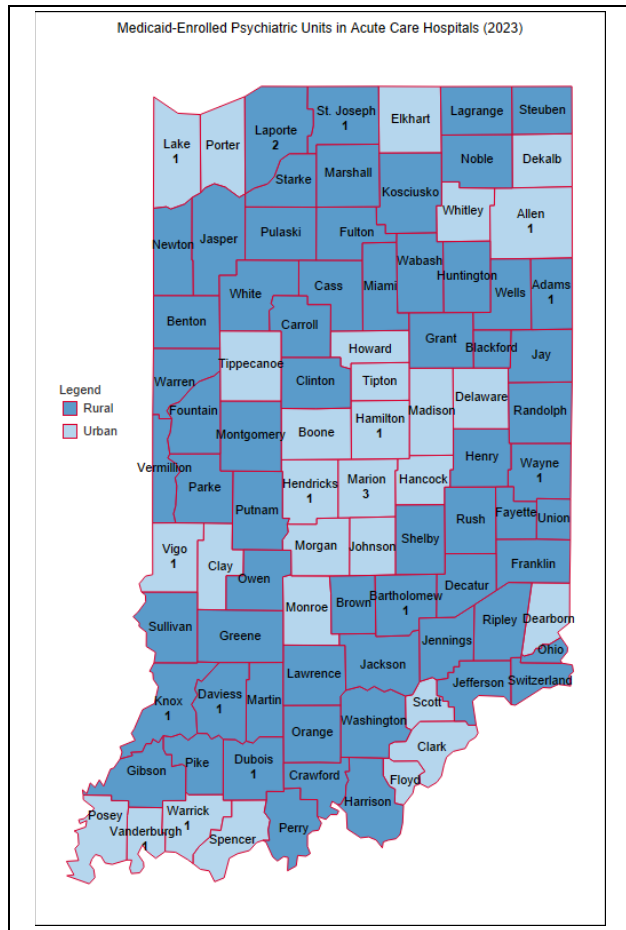 Medicaid-Enrolled Psychiatric Units in Acute Care Hospitals (2023)
St. Joseph
1
Elkhart
Lagrange
Steuben
Lake
1
Porter
Laporte
2
Noble
Dekalb
Starke
Marshall
Kosciusko
Whitley
Allen
1
Newton
Jasper
Pulaski
Fulton
Wabash
Huntington
Wells
Adams
1
White
Cass
Miami
Benton
Carroll
Grant
Blackford
Jay
Tippecanoe
Howard
Clinton
Tipton
Warren
Madison
Delaware
Randolph
Legend
Rural
Urban
Fountain
Montgomery
Boone
Hamilton
1
Henry
Wayne
1
Vermillion
Parke
Putnam
Hendricks
1
Marion
3
Hancock
Rush
Fayette
Union
Shelby
Vigo
1
Clay
Morgan
Johnson
Franklin
Owen
Monroe
Brown
Bartholomew
1
Decatur
Ripley
Dearborn
Sullivan
Greene
Jennings
Ohio
Lawrence
Jackson
Jefferson
Switzerland
Knox
1
Daviess
1
Martin
Scott
Orange
Washington
Clark
Gibson
Pike
Dubois
1
Crawford
Floyd
Harrison
Posey
Vanderburgh
1
Warrick
1
Spencer
Perry